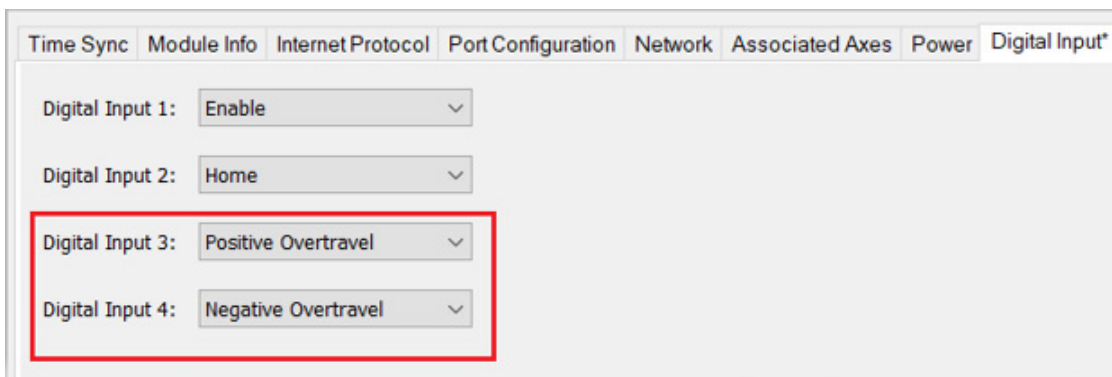 Time Sync Module Info Internet Protocol Port Configuration Network Associated Axes Power Digital Input*
Digital Input 1: Enable
Digital Input 2: Home
Digital Input 3: Positive Overtravel
Digital Input 4: Negative Overtravel